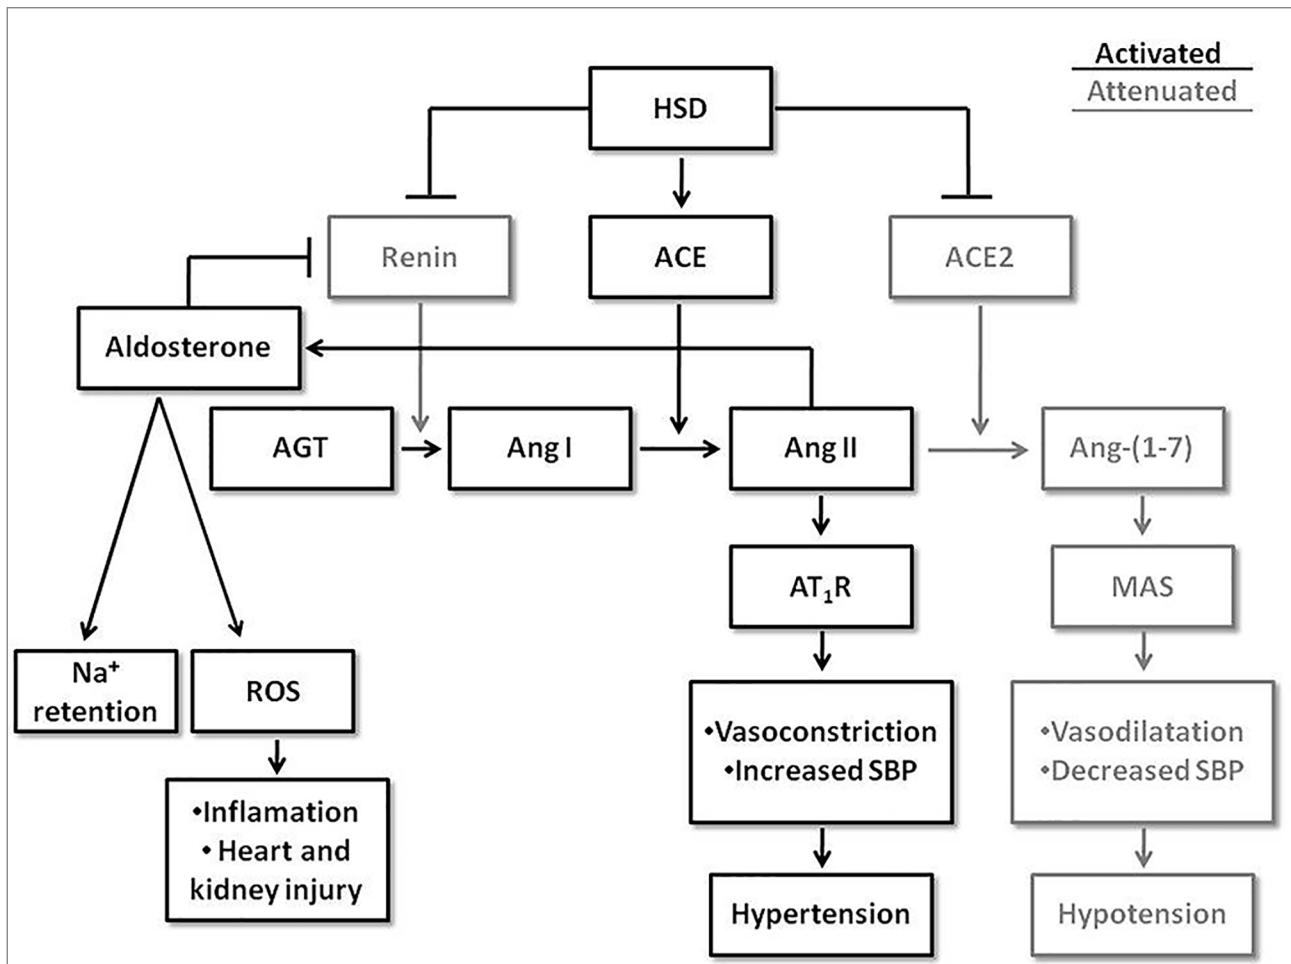 Activated
Attenuated
HSD
Renin
ACE
ACE2
Aldosterone
AGT
Ang I
Ang II
Ang-(1-7)
AT₁R
MAS
Na⁺
retention
ROS
•Vasoconstriction
•Increased SBP
•Vasodilatation
•Decreased SBP
•Inflamation
• Heart and
kidney injury
Hypertension
Hypotension